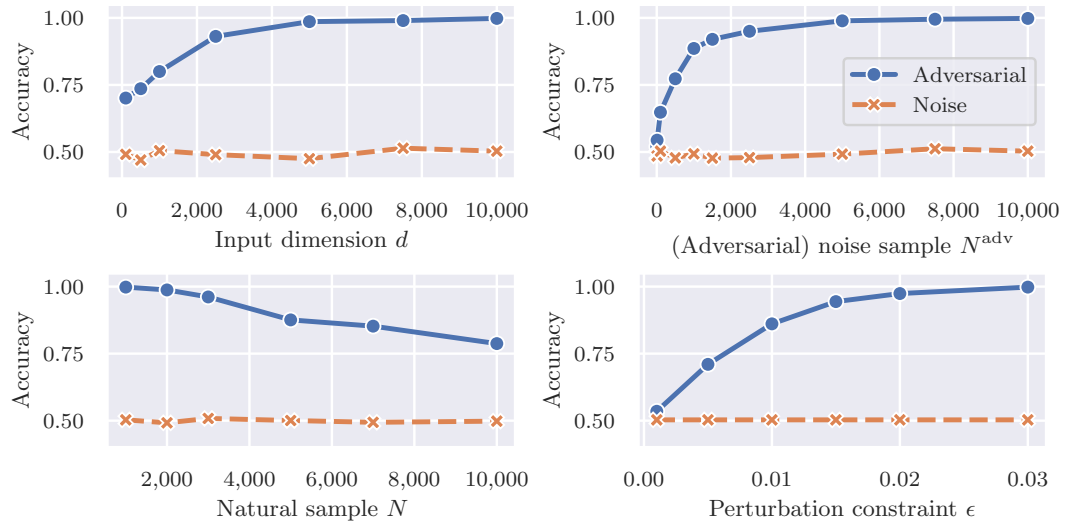 1.00
0.75
0.50
Accuracy
0 2,000 4,000 6,000 8,000 10,000
Input dimension d
1.00
0.75
0.50
Accuracy
Adversarial
Noise
0 2,000 4,000 6,000 8,000 10,000
(Adversarial) noise sample N^adv
1.00
0.75
0.50
Accuracy
2,000 4,000 6,000 8,000 10,000
Natural sample N
1.00
0.75
0.50
Accuracy
0.00 0.01 0.02 0.03
Perturbation constraint ϵ